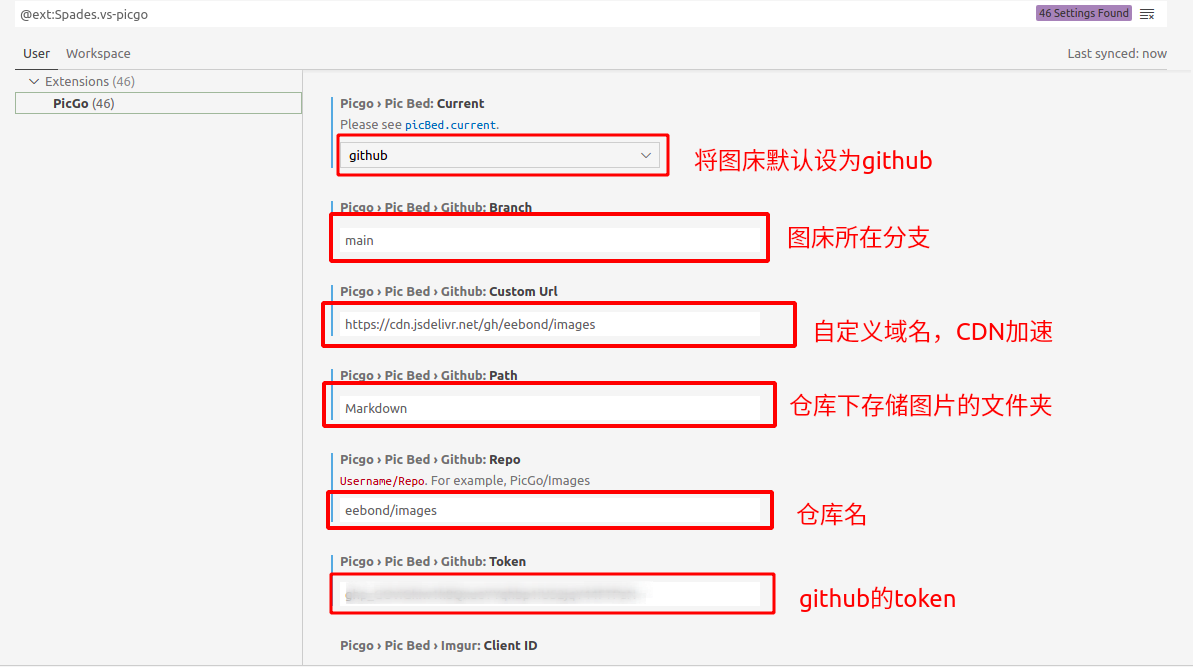 @ext:Spades.vs-picgo
46 Settings Found
User Workspace
Last synced: now
Extensions (46)
PicGo (46)
Picgo › Pic Bed: Current
Please see picBed.current.
github
将图床默认设为github
Picgo › Pic Bed › Github: Branch
main
图床所在分支
Picgo › Pic Bed › Github: Custom Url
https://cdn.jsdelivr.net/gh/eebond/images
自定义域名，CDN加速
Picgo › Pic Bed › Github: Path
Markdown
仓库下存储图片的文件夹
Picgo › Pic Bed › Github: Repo
Username/Repo. For example, PicGo/Images
eebond/images
仓库名
Picgo › Pic Bed › Github: Token
github的token
Picgo › Pic Bed › Imgur: Client ID